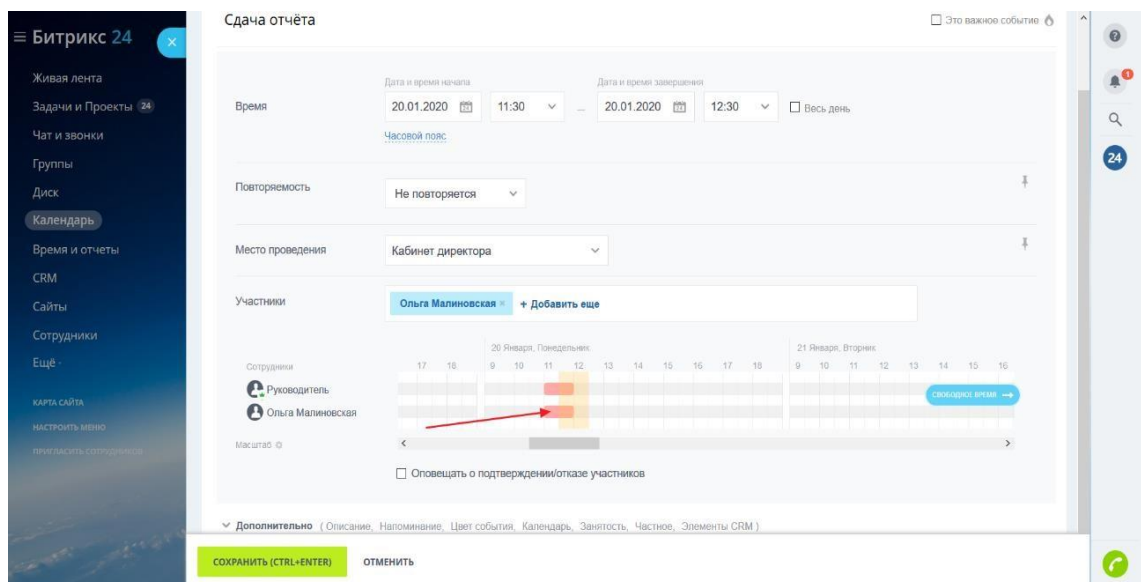 Битрикс 24
Живая лента
Задачи и Проекты 24
Чат и звонки
Группы
Диск
Календарь
Время и отчеты
CRM
Сайты
Сотрудники
Ещё
КАРТА САЙТА
НАСТРОИТЬ МЕНЮ
ПРИГЛАСИТЬ СОТРУДНИКОВ
Сдача отчёта
Это важное событие
Дата и время начала
Дата и время завершения
Время
20.01.2020 11:30 – 20.01.2020 12:30 Весь день
Часовой пояс
Повторяемость
Не повторяется
Место проведения
Кабинет директора
Участники
Ольга Малиновская × + Добавить еще
20 Января, Понедельник
21 Января, Вторник
Сотрудники
17 18 9 10 11 12 13 14 15 16 17 18 9 10 11 12 13 14 15 16
Руководитель
СВОБОДНОЕ ВРЕМЯ →
Ольга Малиновская
Масштаб
Оповещать о подтверждении/отказе участников
Дополнительно (Описание, Напоминание, Цвет события, Календарь, Занятость, Частное, Элементы CRM)
СОХРАНИТЬ (CTRL+ENTER) ОТМЕНИТЬ
1
24